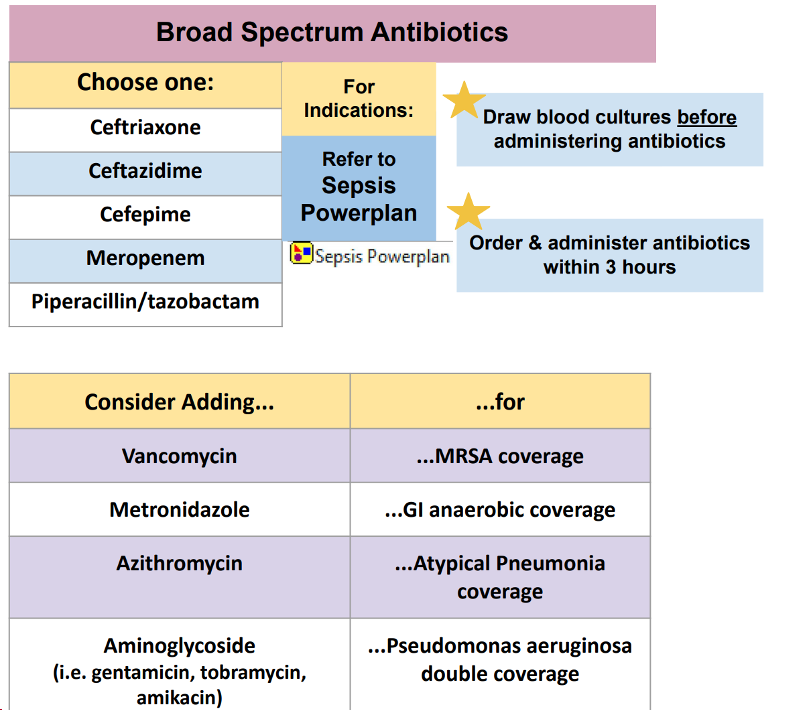 Broad Spectrum Antibiotics
Choose one:
Ceftriaxone
Ceftazidime
Cefepime
Meropenem
Piperacillin/tazobactam
For
Indications:
Refer to
Sepsis
Powerplan
Sepsis Powerplan
Draw blood cultures before
administering antibiotics
Order & administer antibiotics
within 3 hours
Consider Adding...
...for
Vancomycin
...MRSA coverage
Metronidazole
...GI anaerobic coverage
Azithromycin
...Atypical Pneumonia
coverage
Aminoglycoside
(i.e. gentamicin, tobramycin,
amikacin)
...Pseudomonas aeruginosa
double coverage